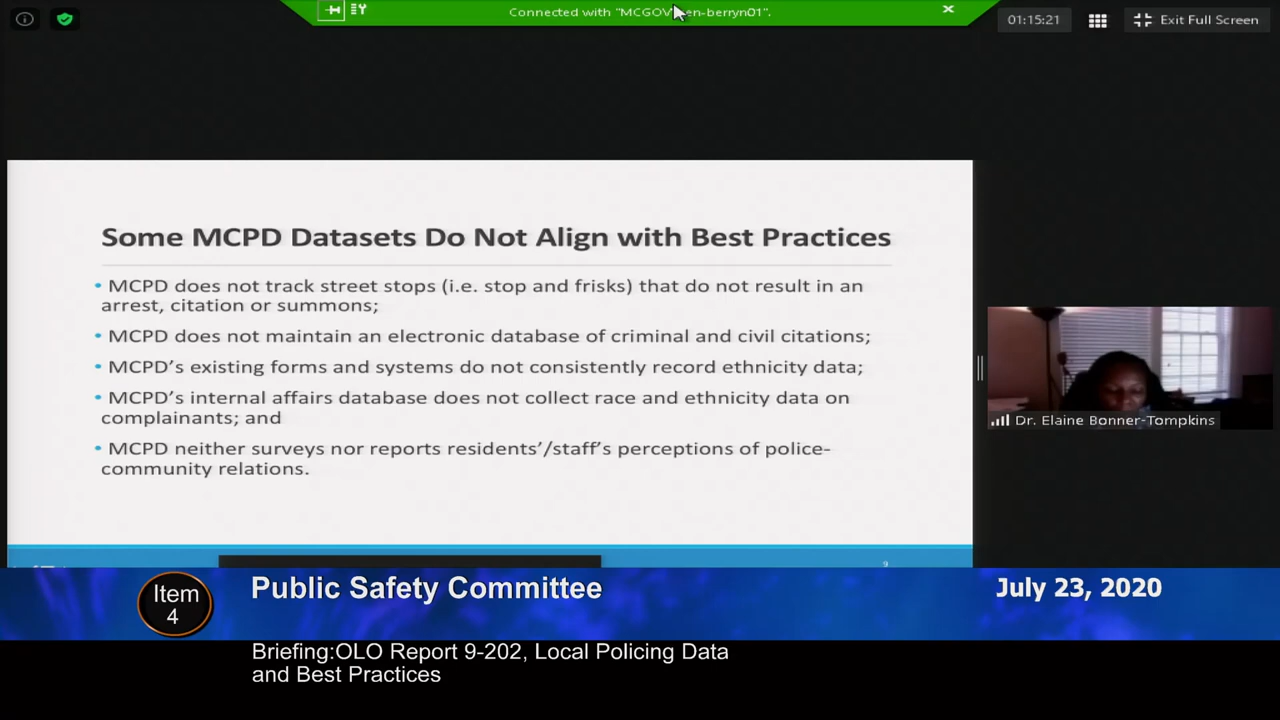 Connected with "MCGOV en-berryn01".
01:15:21
Exit Full Screen
Some MCPD Datasets Do Not Align with Best Practices
• MCPD does not track street stops (i.e. stop and frisks) that do not result in an
arrest, citation or summons;
• MCPD does not maintain an electronic database of criminal and civil citations;
• MCPD's existing forms and systems do not consistently record ethnicity data;
• MCPD's internal affairs database does not collect race and ethnicity data on
complainants; and
• MCPD neither surveys nor reports residents'/staff's perceptions of police-
community relations.
Dr. Elaine Bonner-Tompkins
9
Item
4
Public Safety Committee
July 23, 2020
Briefing:OLO Report 9-202, Local Policing Data
and Best Practices